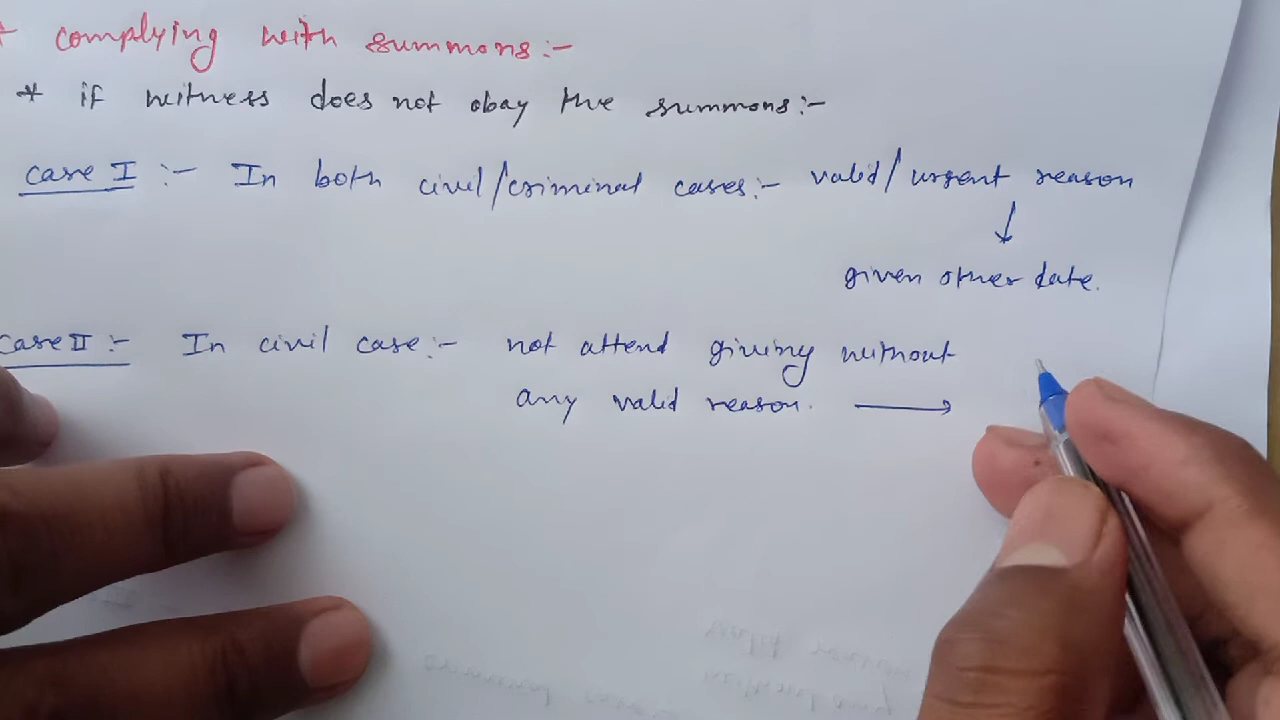 * complying with summons:-
* if witness does not obay the summons:-
case I :- In both civil/criminal cases:- valid/urgent reason
↓
given other date.
case II :- In civil case:- not attend giving without
any valid reason. →